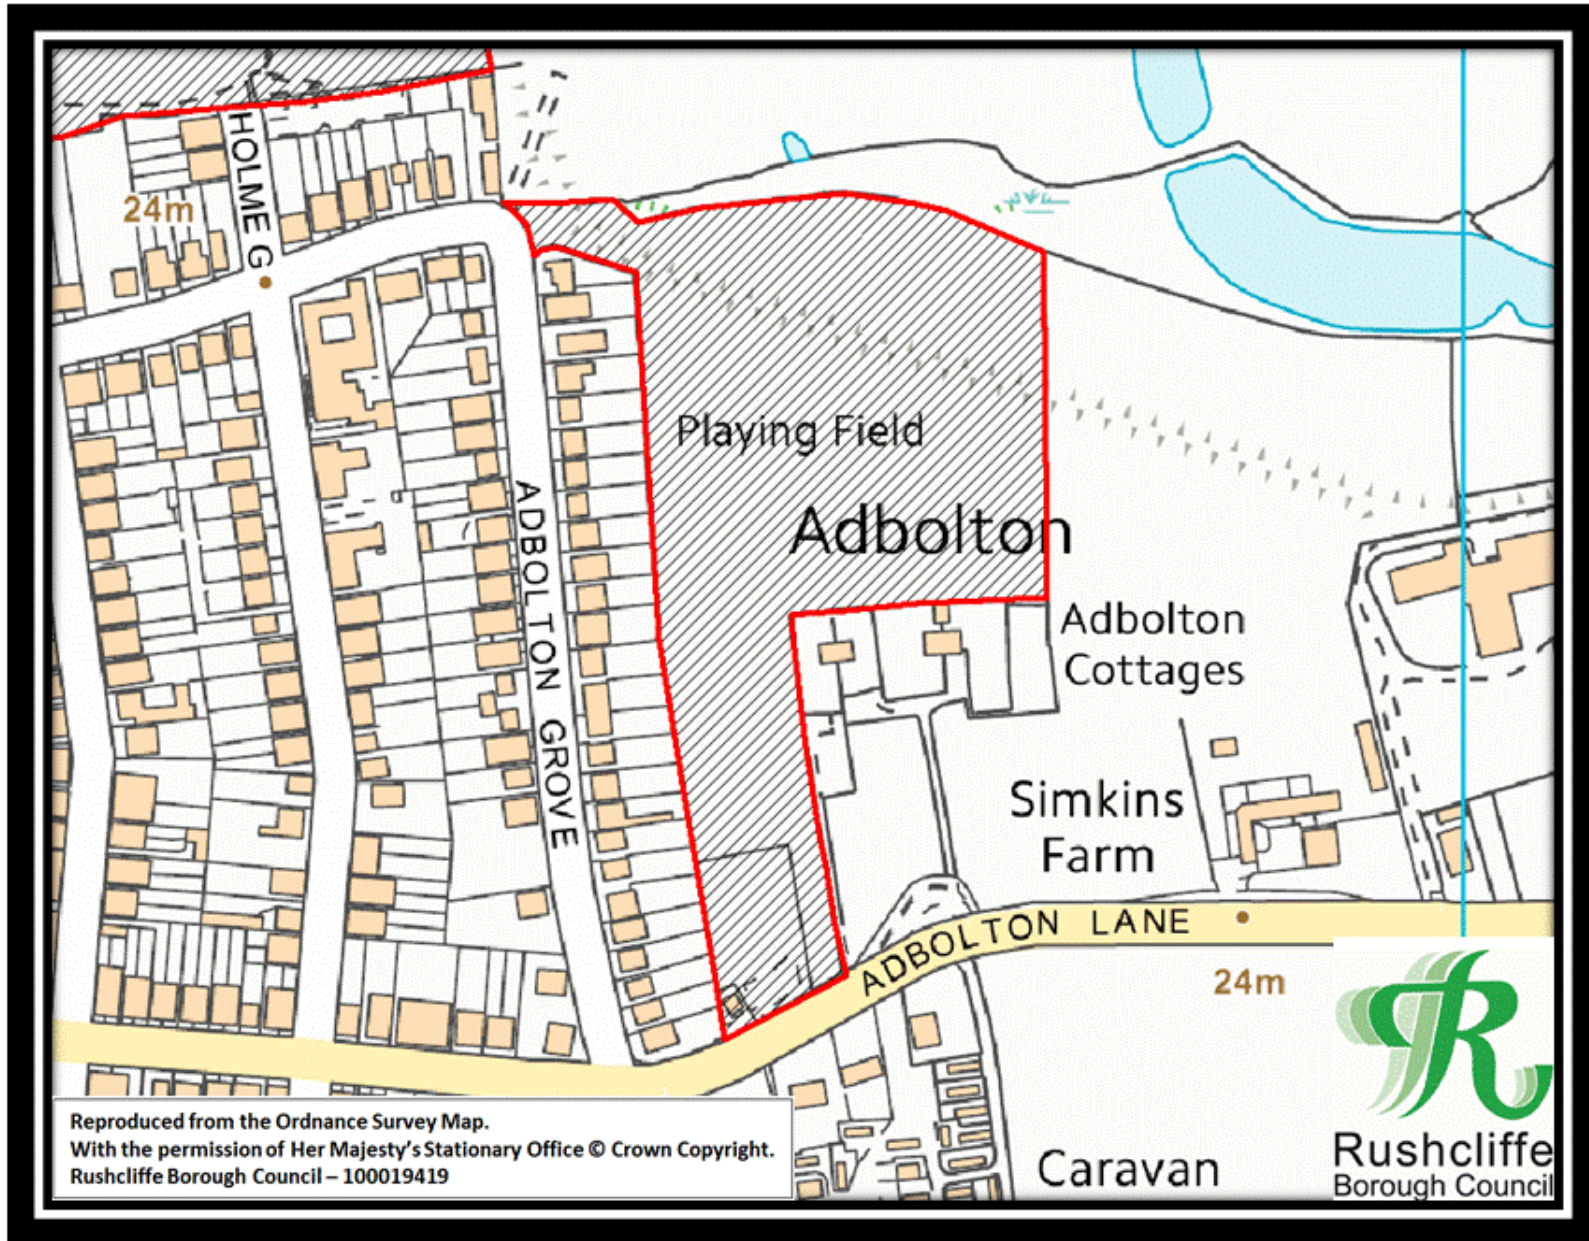 HOLME G
24m
Playing Field
Adbolton
ADBOLTON GROVE
Adbolton
Cottages
Simkins
Farm
ADBOLTON LANE
24m
Caravan
Rushcliffe
Borough Council
Reproduced from the Ordnance Survey Map.
With the permission of Her Majesty's Stationary Office © Crown Copyright.
Rushcliffe Borough Council – 100019419